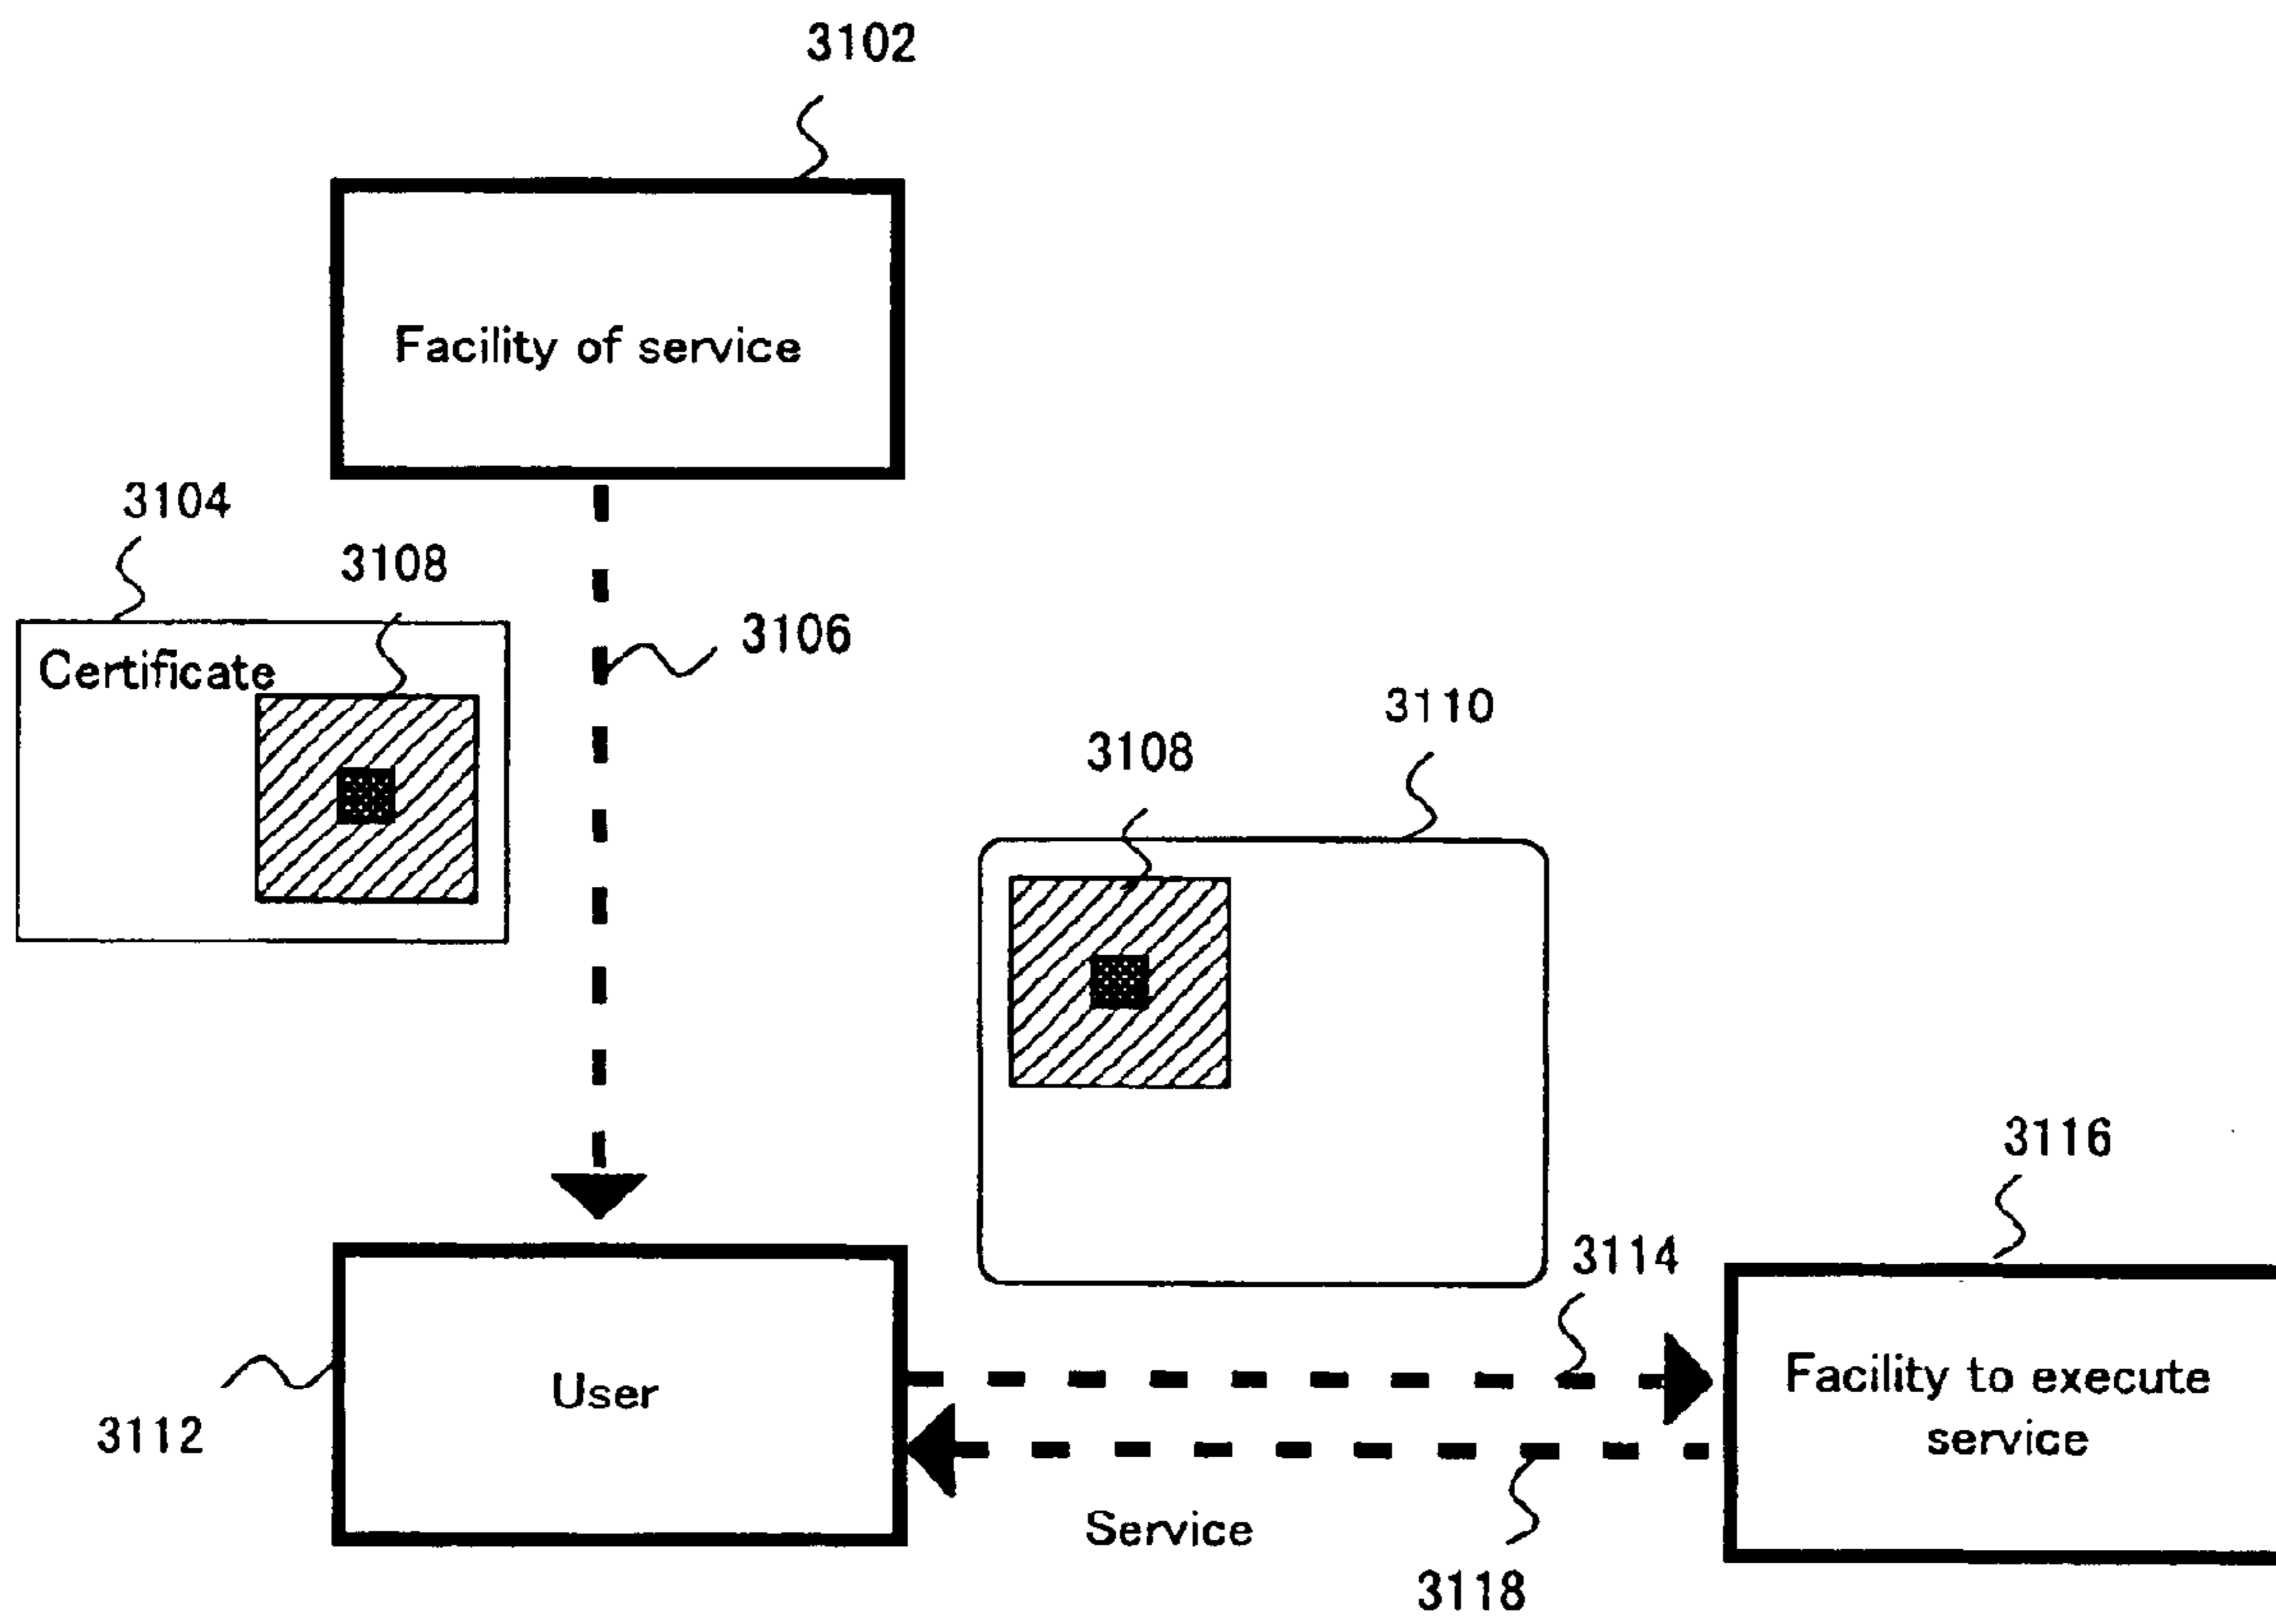 3102
Facility of service
3104
3108
3106
Certificate
3110
3108
3116
3114
User
Facility to execute
service
3112
Service
3118